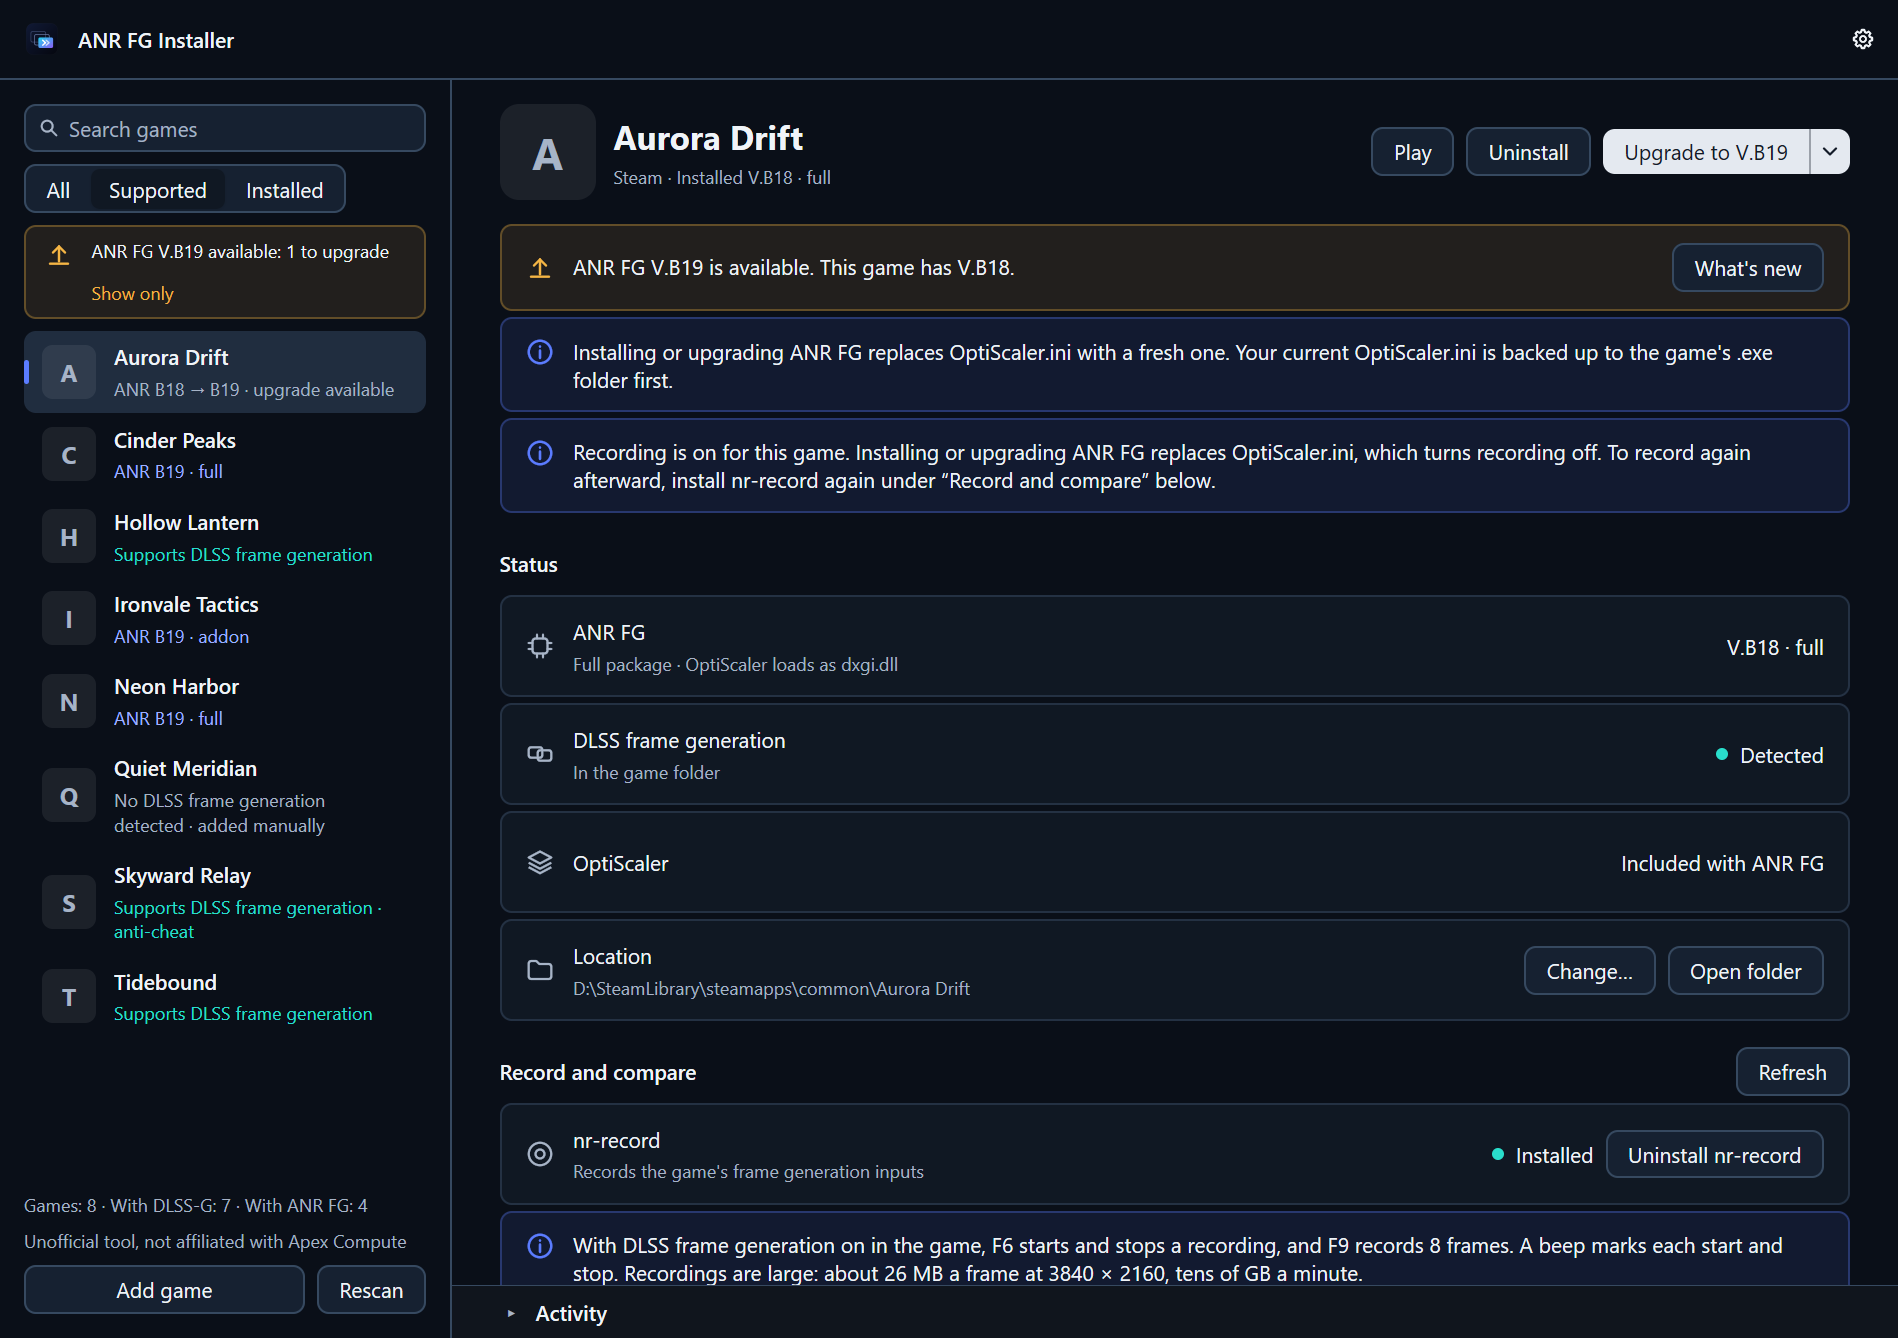 ANR FG Installer
Search games
All
Supported
Installed
ANR FG V.B19 available: 1 to upgrade
Show only
A
Aurora Drift
ANR B18 → B19 · upgrade available
C
Cinder Peaks
ANR B19 · full
H
Hollow Lantern
Supports DLSS frame generation
I
Ironvale Tactics
ANR B19 · addon
N
Neon Harbor
ANR B19 · full
Q
Quiet Meridian
No DLSS frame generation
detected · added manually
S
Skyward Relay
Supports DLSS frame generation ·
anti-cheat
T
Tidebound
Supports DLSS frame generation
Games: 8 · With DLSS-G: 7 · With ANR FG: 4
Unofficial tool, not affiliated with Apex Compute
Add game
Rescan
A
Aurora Drift
Steam · Installed V.B18 · full
Play
Uninstall
Upgrade to V.B19
ANR FG V.B19 is available. This game has V.B18.
What's new
Installing or upgrading ANR FG replaces OptiScaler.ini with a fresh one. Your current OptiScaler.ini is backed up to the game's .exe
folder first.
Recording is on for this game. Installing or upgrading ANR FG replaces OptiScaler.ini, which turns recording off. To record again
afterward, install nr-record again under “Record and compare” below.
Status
ANR FG
Full package · OptiScaler loads as dxgi.dll
V.B18 · full
DLSS frame generation
In the game folder
Detected
OptiScaler
Included with ANR FG
Location
D:\SteamLibrary\steamapps\common\Aurora Drift
Change...
Open folder
Record and compare
Refresh
nr-record
Records the game's frame generation inputs
Installed
Uninstall nr-record
With DLSS frame generation on in the game, F6 starts and stops a recording, and F9 records 8 frames. A beep marks each start and
stop. Recordings are large: about 26 MB a frame at 3840 × 2160, tens of GB a minute.
Activity